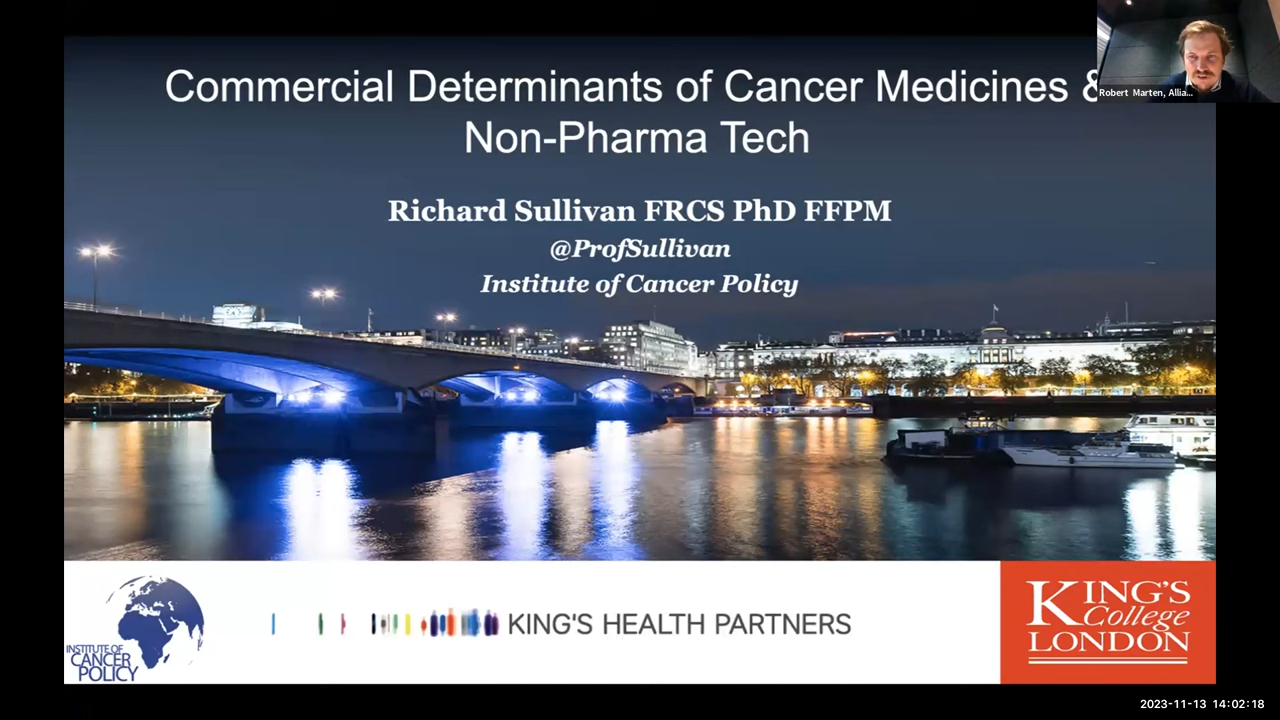 Commercial Determinants of Cancer Medicines &
Non-Pharma Tech
Robert Marten, Allia...
Richard Sullivan FRCS PhD FFPM
@ProfSullivan
Institute of Cancer Policy
INSTITUTE OF
CANCER
POLICY
KING'S HEALTH PARTNERS
KING'S
College
LONDON
2023-11-13 14:02:18